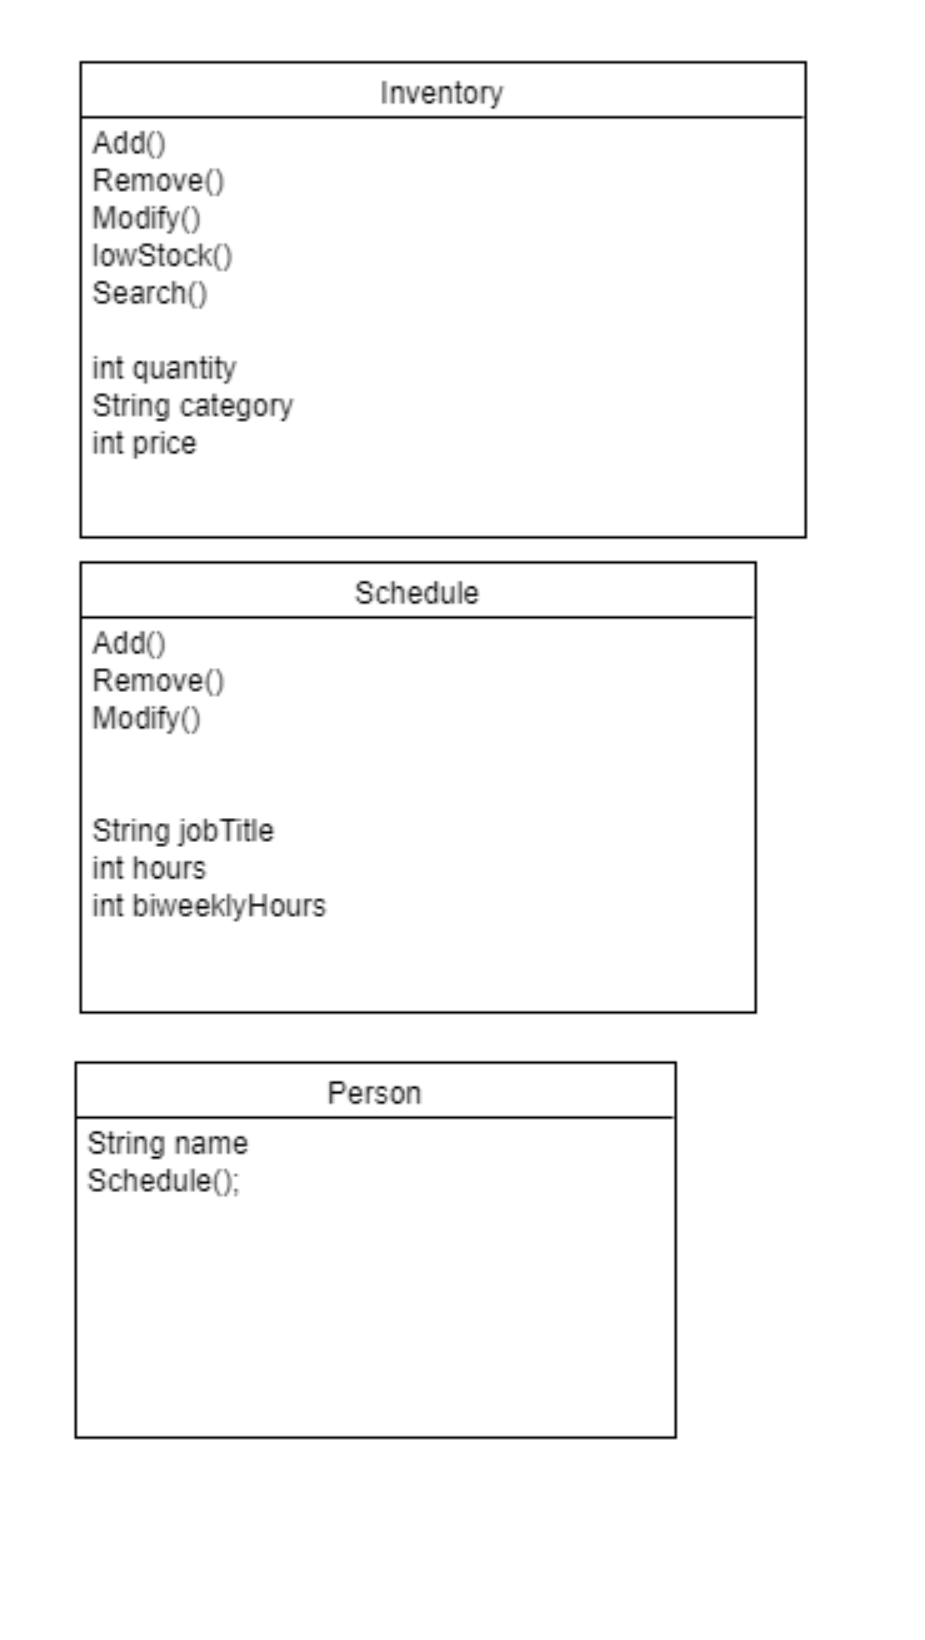 Inventory
Add()
Remove()
Modify()
lowStock()
Search()
int quantity
String category
int price
Schedule
Add()
Remove()
Modify()
String jobTitle
int hours
int biweeklyHours
Person
String name
Schedule();